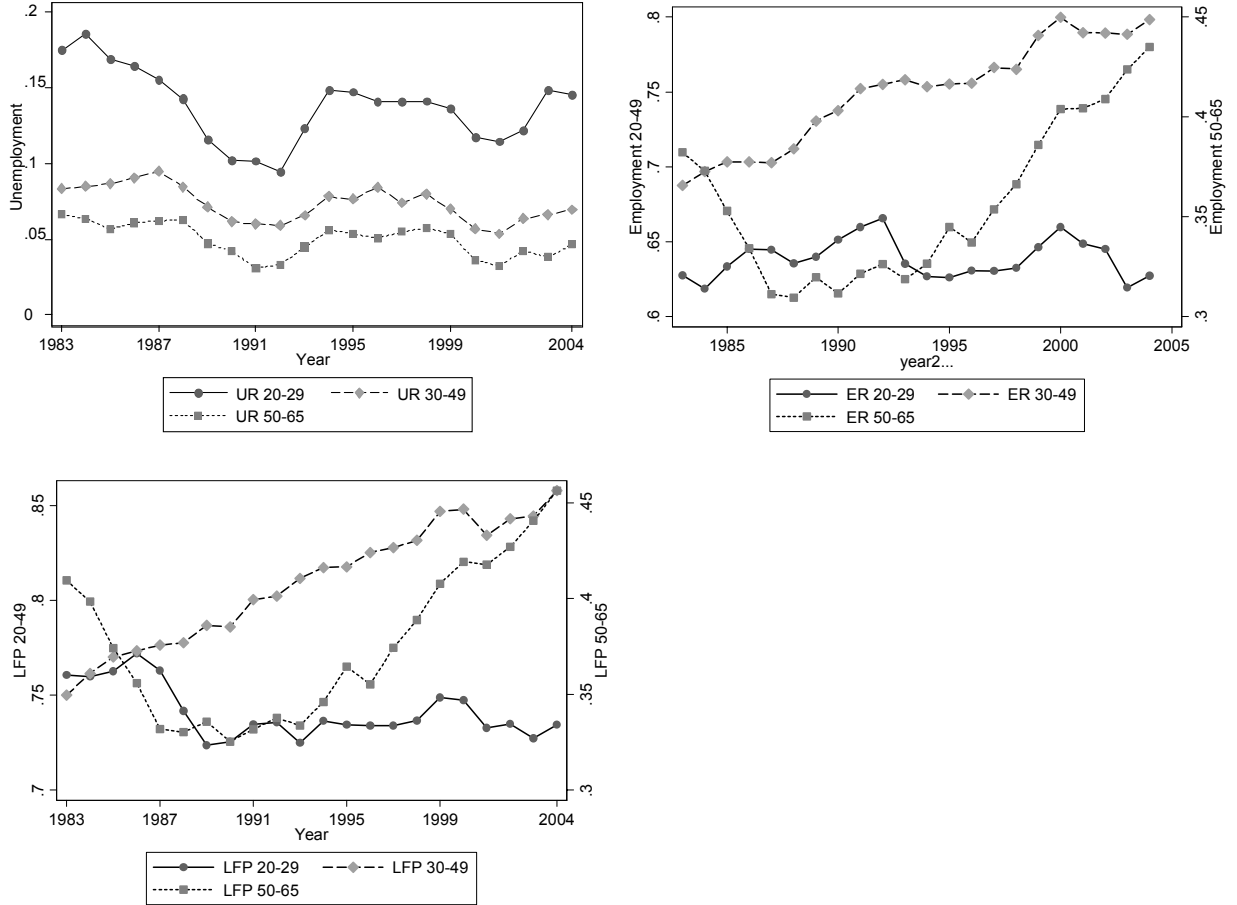 .2
.15
.1
.05
0
Unemployment
1983 1987 1991 1995 1999 2004
Year
UR 20-29 UR 30-49
UR 50-65
.8
.75
.7
.65
.6
Employment 20-49
.45
.4
.35
.3
Employment 50-65
1985 1990 1995 2000 2005
year2...
ER 20-29 ER 30-49
ER 50-65
.85
.8
.75
.7
LFP 20-49
.45
.4
.35
.3
LFP 50-65
1983 1987 1991 1995 1999 2004
Year
LFP 20-29 LFP 30-49
LFP 50-65